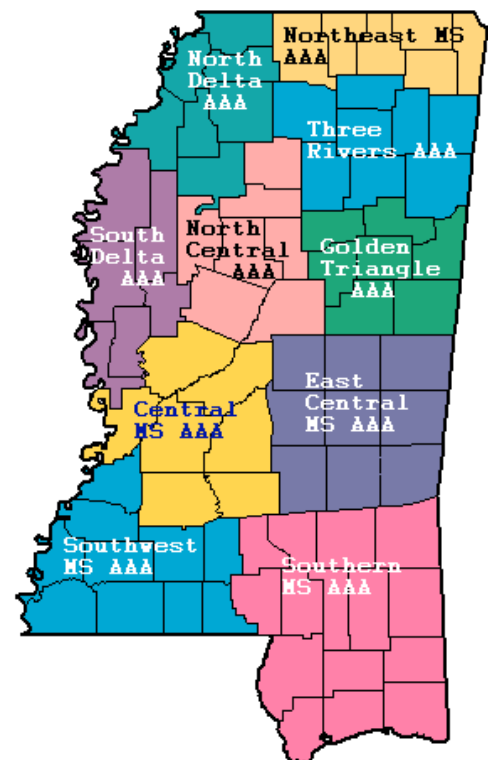 Northeast MS
AAA
North
Delta
AAA
Three
Rivers AAA
North
Central
AAA
South
Delta
AAA
Golden
Triangle
AAA
East
Central
MS AAA
Central
MS AAA
Southwest
MS AAA
Southern
MS AAA